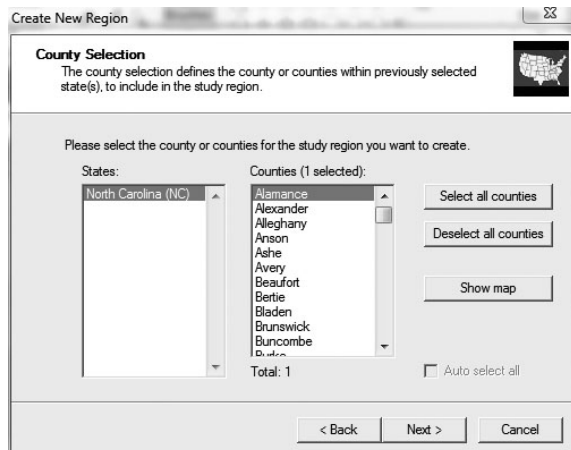 Create New Region
County Selection
The county selection defines the county or counties within previously selected
state(s), to include in the study region.
Please select the county or counties for the study region you want to create.
States:
North Carolina (NC)
Counties (1 selected):
Alamance
Alexander
Alleghany
Anson
Ashe
Avery
Beaufort
Bertie
Bladen
Brunswick
Buncombe
Burke
Total: 1
Select all counties
Deselect all counties
Show map
Auto select all
< Back
Next >
Cancel